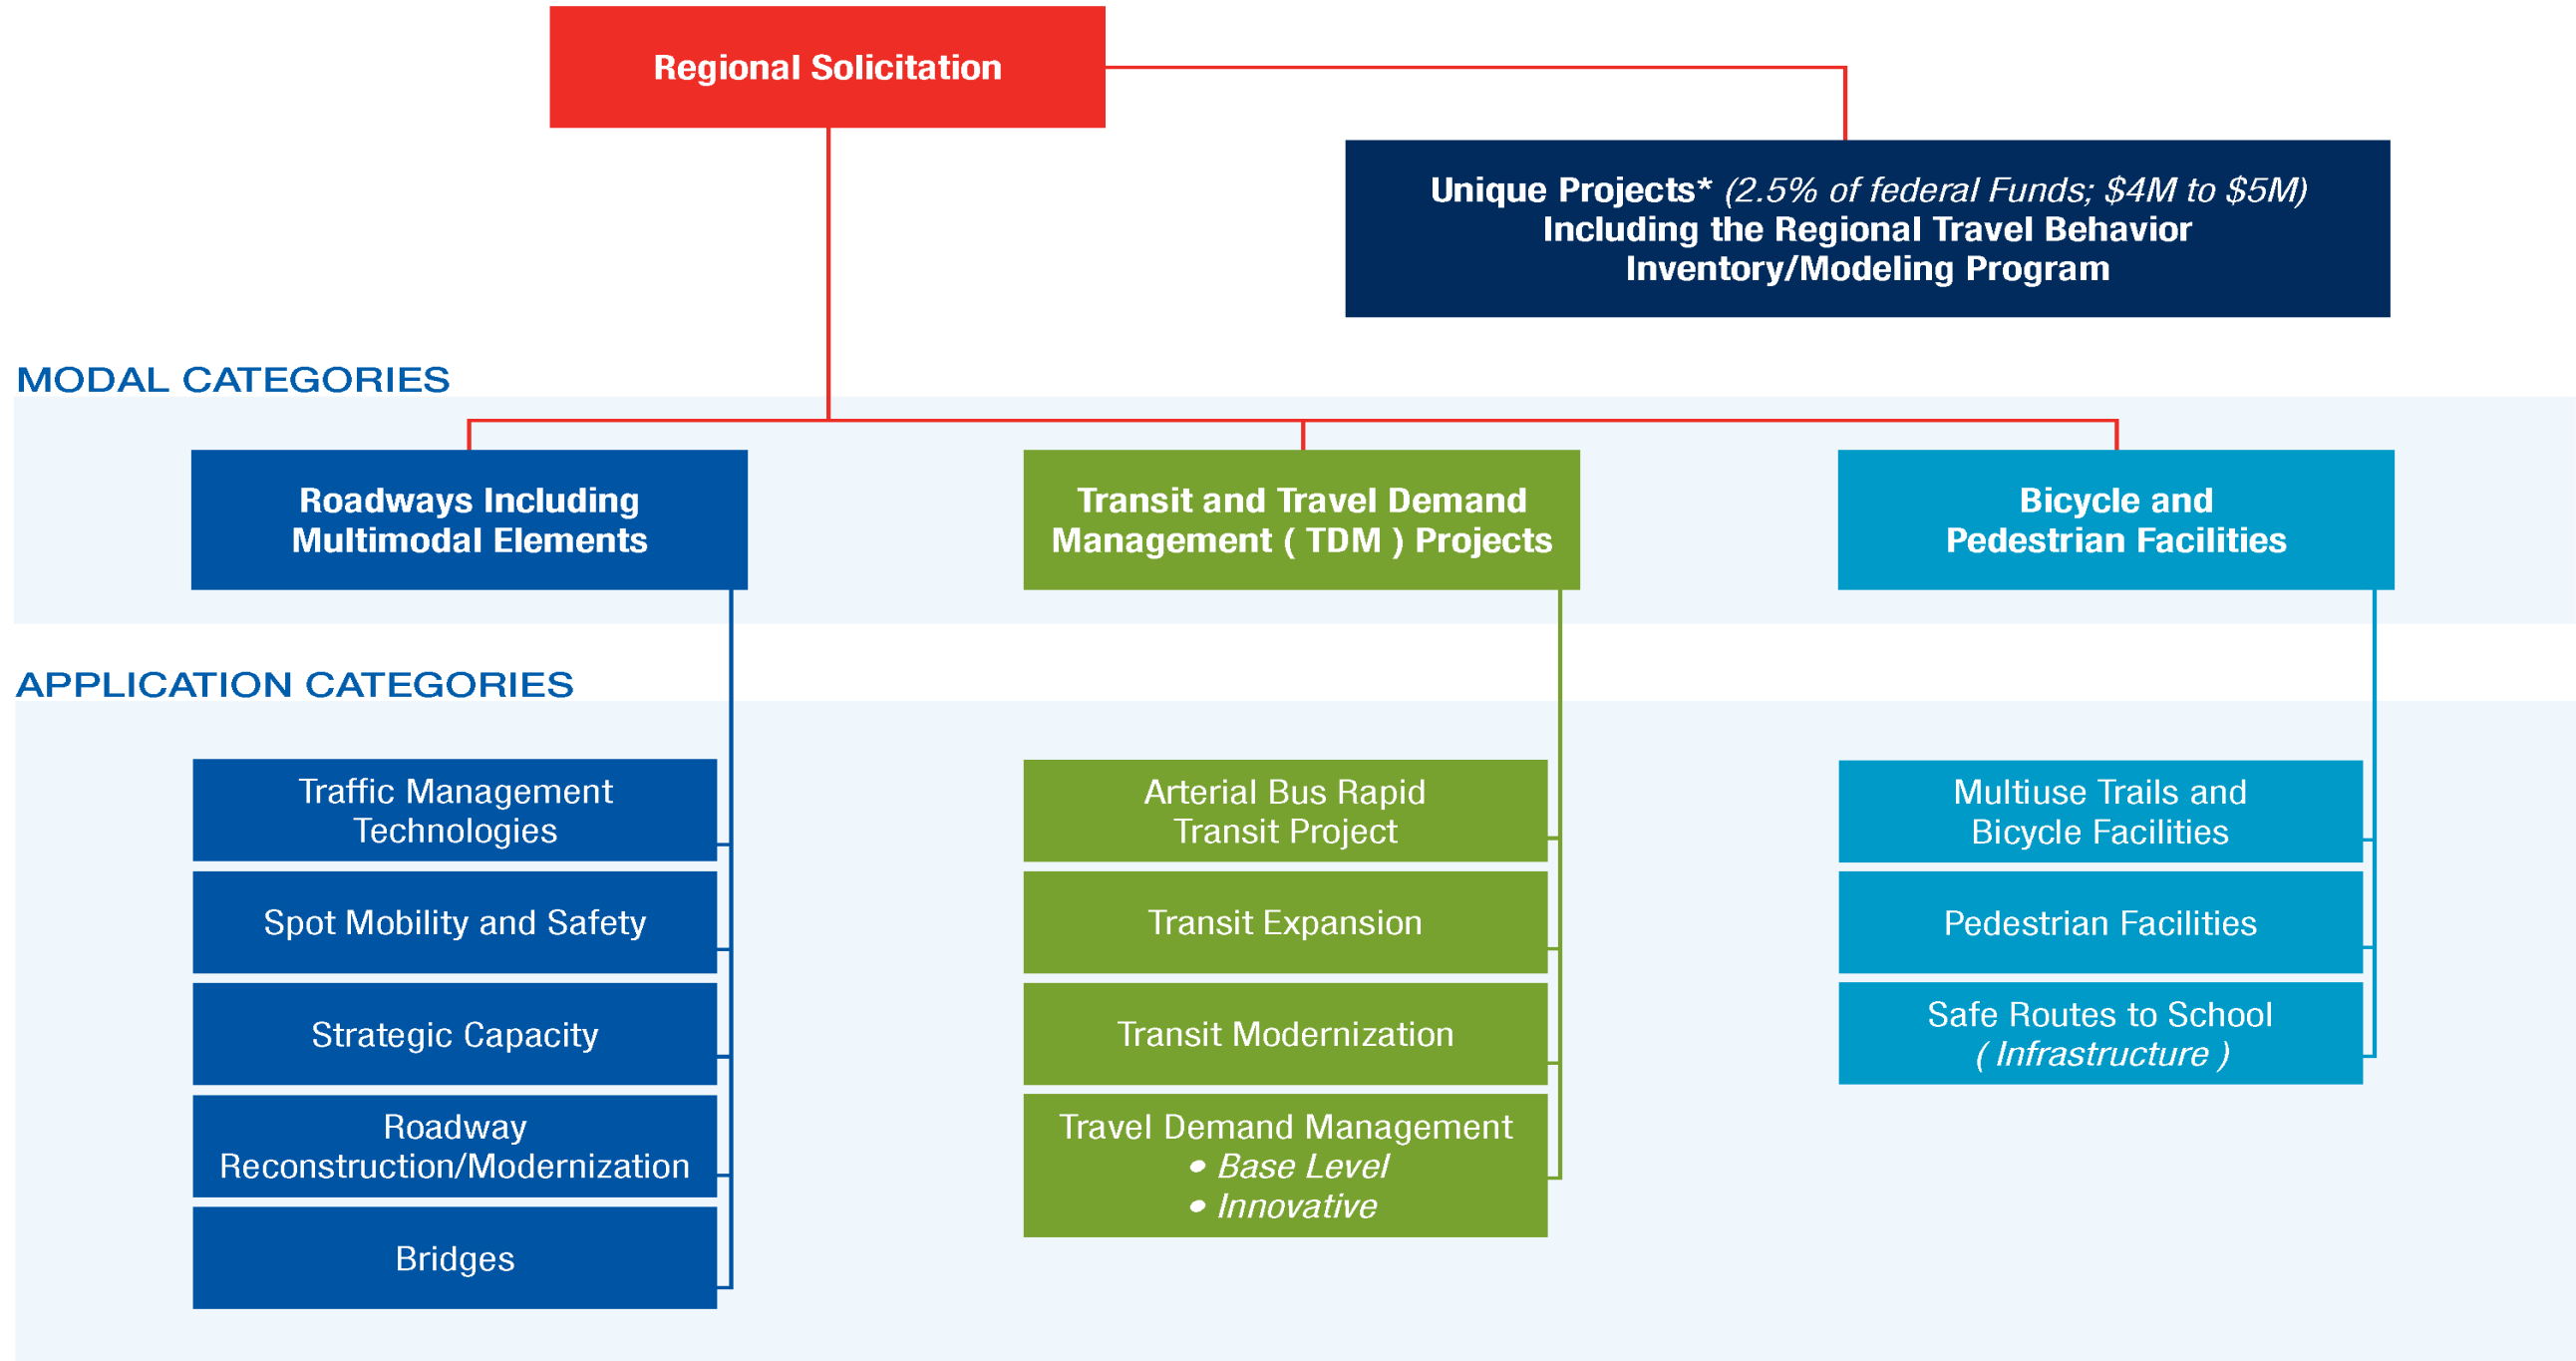 Regional Solicitation
Unique Projects* (2.5% of federal Funds; $4M to $5M)
Including the Regional Travel Behavior
Inventory/Modeling Program
MODAL CATEGORIES
Roadways Including
Multimodal Elements
Transit and Travel Demand
Management ( TDM ) Projects
Bicycle and
Pedestrian Facilities
APPLICATION CATEGORIES
Traffic Management
Technologies
Spot Mobility and Safety
Strategic Capacity
Roadway
Reconstruction/Modernization
Bridges
Arterial Bus Rapid
Transit Project
Transit Expansion
Transit Modernization
Travel Demand Management
• Base Level
• Innovative
Multiuse Trails and
Bicycle Facilities
Pedestrian Facilities
Safe Routes to School
( Infrastructure )